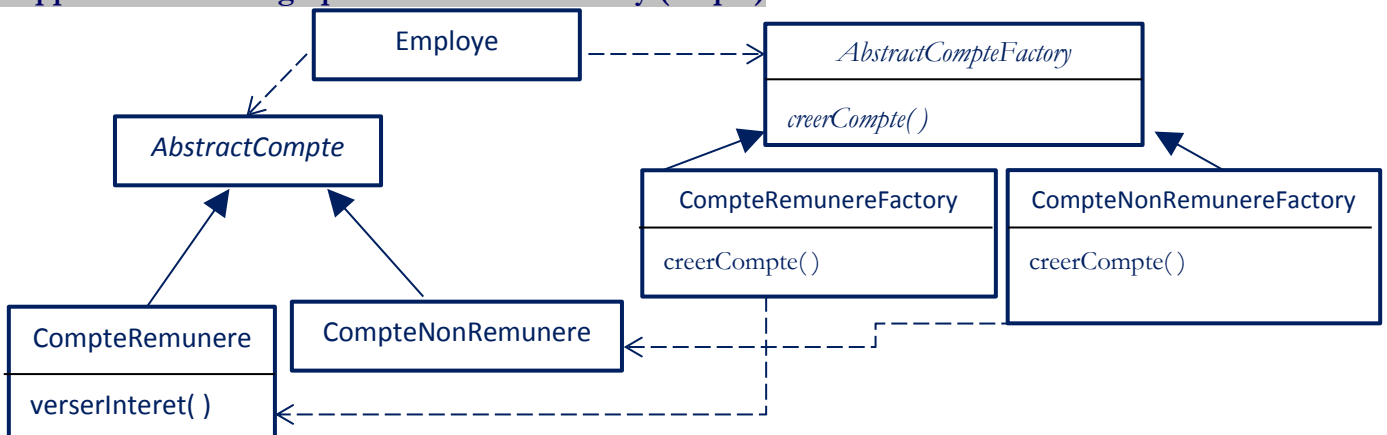 Employe
AbstractCompteFactory
creerCompte( )
AbstractCompte
CompteRemunereFactory
creerCompte( )
CompteNonRemunereFactory
creerCompte( )
CompteRemunere
verserInteret( )
CompteNonRemunere